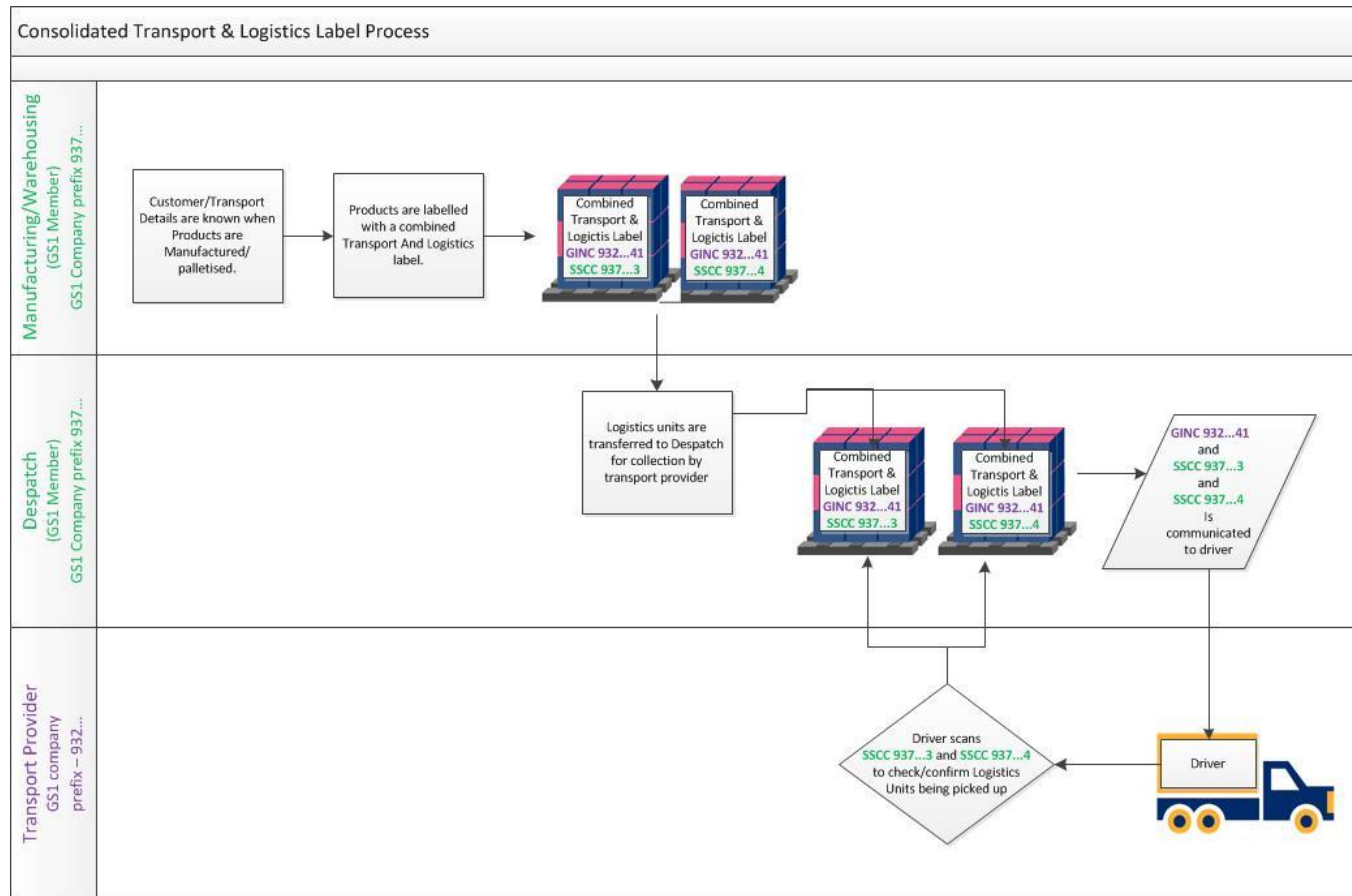 Consolidated Transport & Logistics Label Process
Manufacturing/Warehousing
(GS1 Member)
GS1 Company prefix 937...
Customer/Transport
Details are known when
Products are
Manufactured/
palletised.
Products are labelled
with a combined
Transport And Logistics
label.
Combined
Transport &
Logictis Label
GINC 932...41
SSCC 937...3
Combined
Transport &
Logictis Label
GINC 932...41
SSCC 937...4
Despatch
(GS1 Member)
GS1 Company prefix 937...
Logistics units are
transferred to Despatch
for collection by
transport provider
Combined
Transport &
Logictis Label
GINC 932...41
SSCC 937...3
Combined
Transport &
Logictis Label
GINC 932...41
SSCC 937...4
GINC 932...41
and
SSCC 937...3
and
SSCC 937...4
Is
communicated
to driver
Transport Provider
GS1 company
prefix – 932...
Driver scans
SSCC 937...3 and SSCC 937...4
to check/confirm Logistics
Units being picked up
Driver